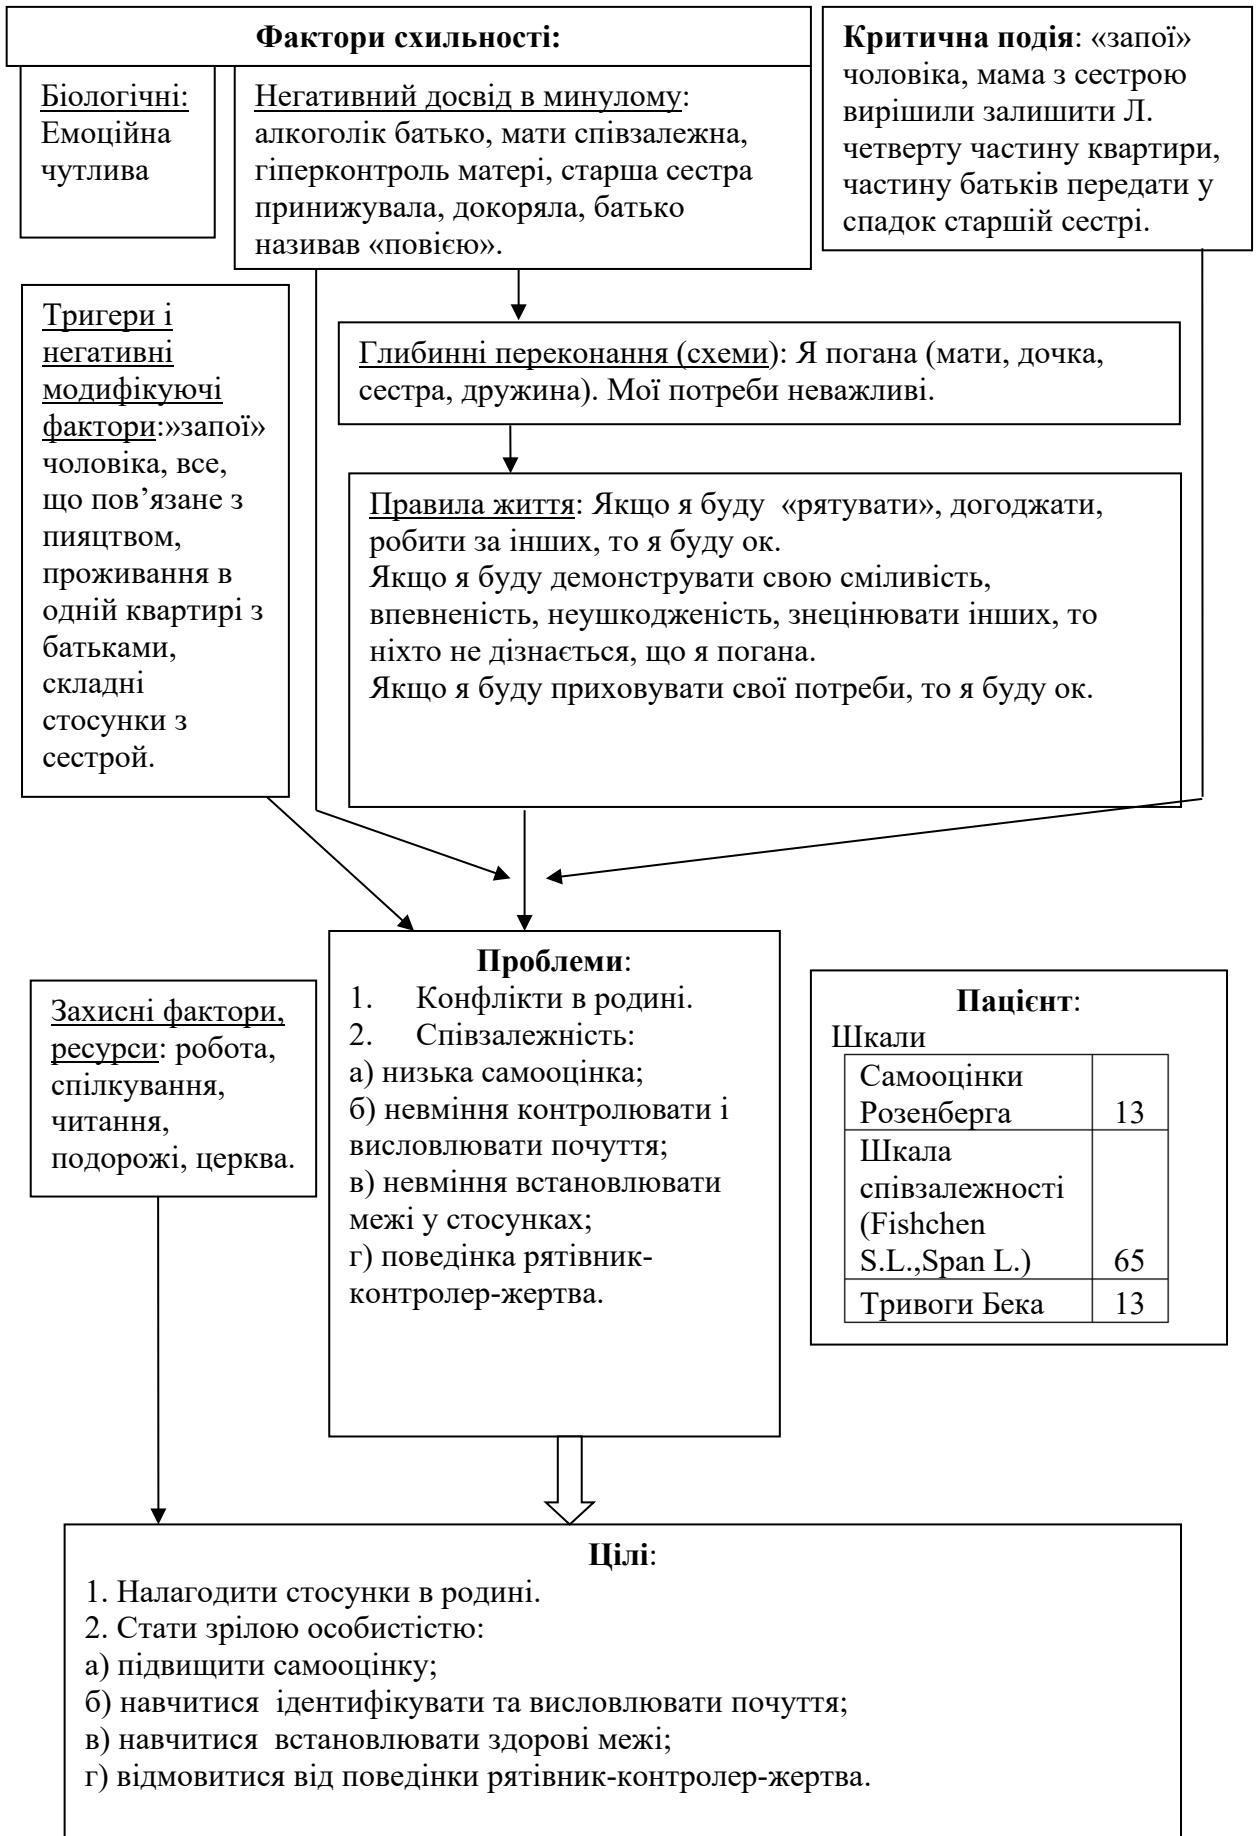 Фактори схильності:
Біологічні:
Емоційна
чутлива
Негативний досвід в минулому:
алкоголік батько, мати співзалежна,
гіперконтроль матері, старша сестра
принижувала, докоряла, батько
називав «повією».
Критична подія: «запої»
чоловіка, мама з сестрою
вирішили залишити Л.
четверту частину квартири,
частину батьків передати у
спадок старшій сестрі.
Тригери і
негативні
модифікуючі
фактори:»запої»
чоловіка, все,
що пов’язане з
пияцтвом,
проживання в
одній квартирі з
батьками,
складні
стосунки з
сестрой.
Глибинні переконання (схеми): Я погана (мати, дочка,
сестра, дружина). Мої потреби неважливі.
Правила життя: Якщо я буду «рятувати», догоджати,
робити за інших, то я буду ок.
Якщо я буду демонструвати свою сміливість,
впевненість, неушкодженість, знецінювати інших, то
ніхто не дізнається, що я погана.
Якщо я буду приховувати свої потреби, то я буду ок.
Проблеми:
1. Конфлікти в родині.
2. Співзалежність:
а) низька самооцінка;
б) невміння контролювати і
висловлювати почуття;
в) невміння встановлювати
межі у стосунках;
г) поведінка рятівник-
контролер-жертва.
Захисні фактори,
ресурси: робота,
спілкування,
читання,
подорожі, церква.
Пацієнт:
Шкали
Самооцінки
Розенберга 13
Шкала
співзалежності
(Fishchen
S.L.,Span L.) 65
Тривоги Бека 13
Цілі:
1. Налагодити стосунки в родині.
2. Стати зрілою особистістю:
а) підвищити самооцінку;
б) навчитися ідентифікувати та висловлювати почуття;
в) навчитися встановлювати здорові межі;
г) відмовитися від поведінки рятівник-контролер-жертва.